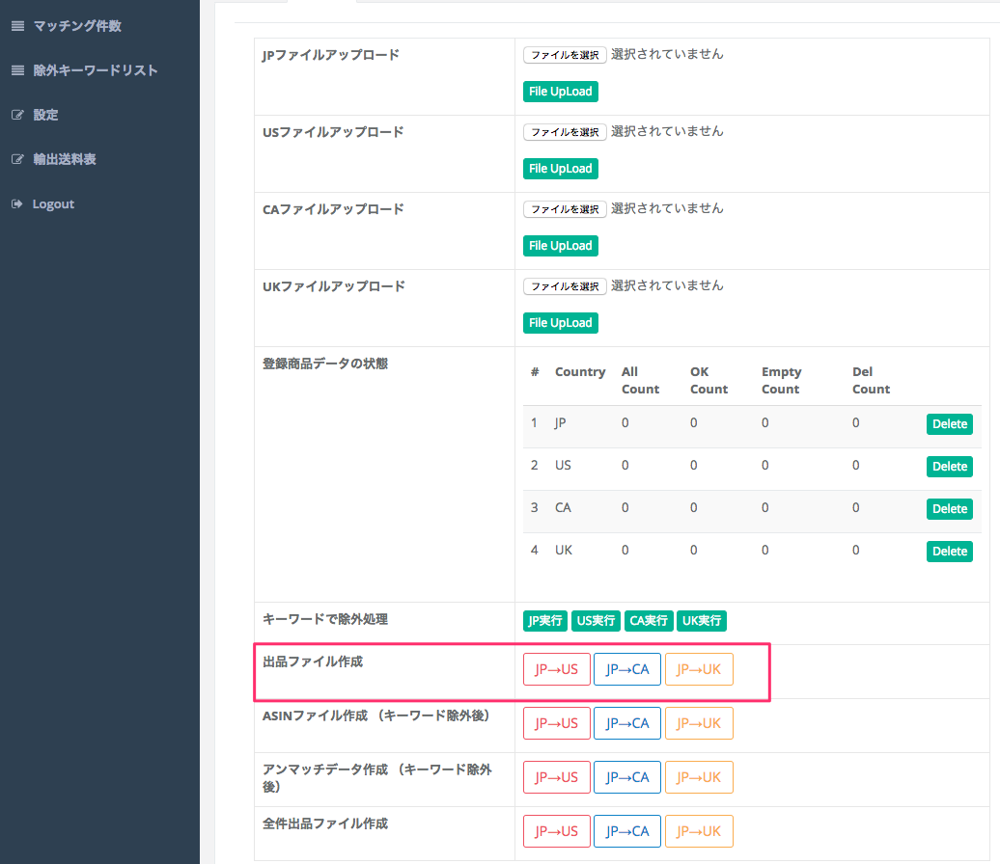 マッチング件数
除外キーワードリスト
設定
輸出送料表
Logout
JPファイルアップロード
ファイルを選択 選択されていません
File UpLoad
USファイルアップロード
ファイルを選択 選択されていません
File UpLoad
CAファイルアップロード
ファイルを選択 選択されていません
File UpLoad
UKファイルアップロード
ファイルを選択 選択されていません
File UpLoad
登録商品データの状態
# Country All Count OK Count Empty Count Del Count
1 JP 0 0 0 0 Delete
2 US 0 0 0 0 Delete
3 CA 0 0 0 0 Delete
4 UK 0 0 0 0 Delete
キーワードで除外処理
JP実行 US実行 CA実行 UK実行
出品ファイル作成
JP→US JP→CA JP→UK
ASINファイル作成 （キーワード除外後）
JP→US JP→CA JP→UK
アンマッチデータ作成 （キーワード除外
後）
JP→US JP→CA JP→UK
全件出品ファイル作成
JP→US JP→CA JP→UK